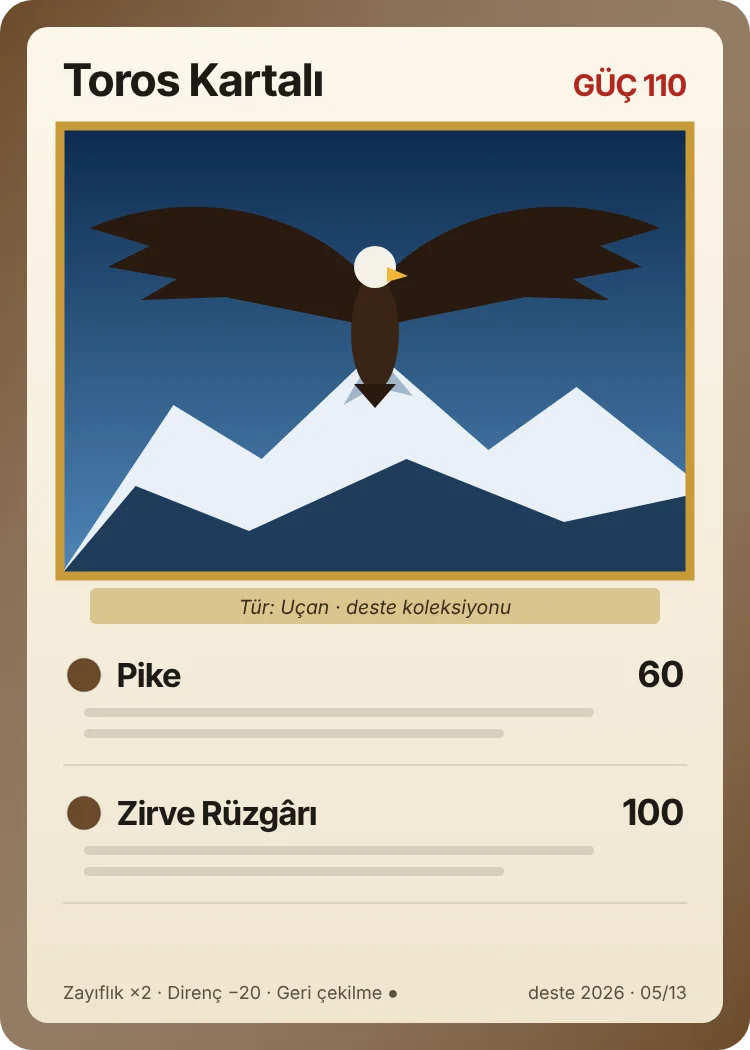 Toros Kartalı
GÜÇ 110
Tür: Uçan · deste koleksiyonu
Pike 60
Zirve Rüzgârı 100
Zayıflık ×2 · Direnç −20 · Geri çekilme ●
deste 2026 · 05/13